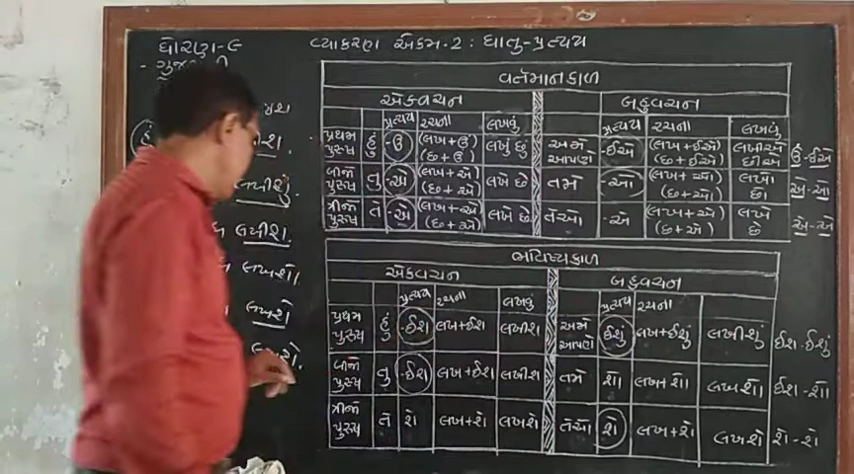 ધોરણ-૯
વ્યાકરણ એકમ-2 : ધાતુ-પ્રત્યય
વર્તમાનકાળ
એકવચન બહુવચન
પ્રત્યય રચના લખવું પ્રત્યય રચના લખવું
પ્રથમ પુરુષ હું -ઉં (લખ+ઉં) (છ+ઉં) લખું છું અમે આપણે -ઈએ (લખ+ઈએ) (છ+ઈએ) લખીએ છીએ ઉં-ઈએ
બીજો પુરુષ તું -એ (લખ+એ) (છ+એ) લખે છે તમે -ઓ (લખ+ઓ) (છ+ઓ) લખો છો એ-ઓ
ત્રીજો પુરુષ તે -એ (લખ+એ) (છ+એ) લખે છે તેઓ -એ (લખ+એ) (છ+એ) લખે છે એ-એ
ભવિષ્યકાળ
એકવચન બહુવચન
પ્રત્યય રચના લખવું પ્રત્યય રચના
પ્રથમ પુરુષ હું -ઈશ લખ+ઈશ લખીશ અમે આપણે ઈશું લખ+ઈશું લખીશું ઈશ-ઈશું
બીજો પુરુષ તું -ઈશ લખ+ઈશ લખીશ તમે શો લખ+શો લખશો ઈશ-શો
ત્રીજો પુરુષ તે શે લખ+શે લખશે તેઓ શે લખ+શે લખશે શે-શે
લખીશું.
લખીશ.
લખશો.
લખશે